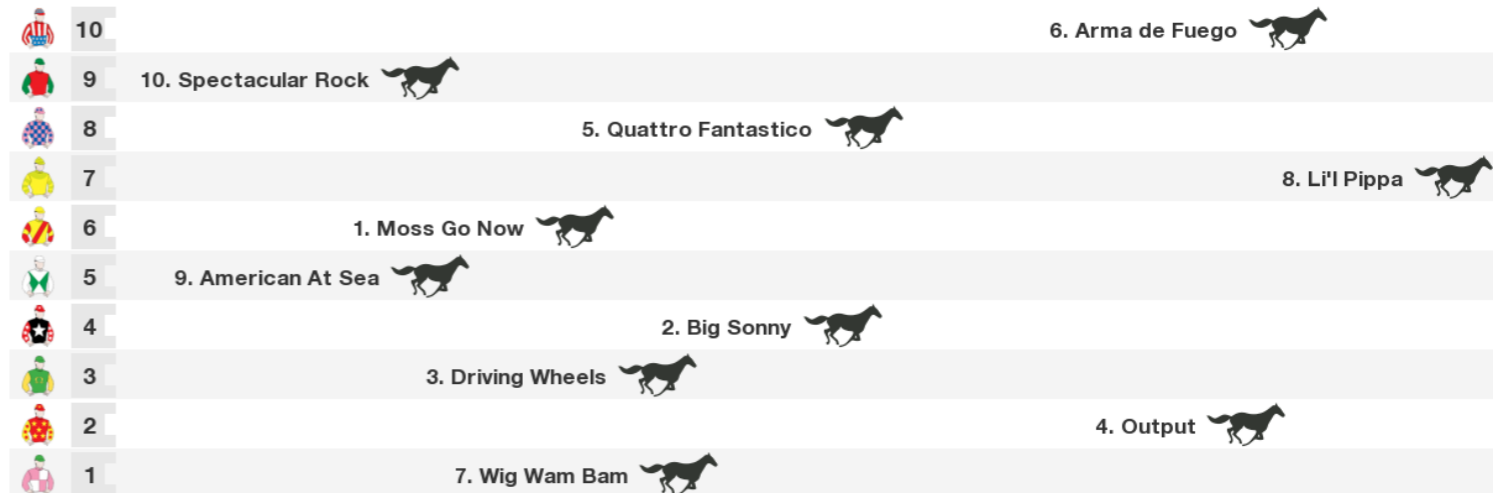 10 6. Arma de Fuego
9 10. Spectacular Rock
8 5. Quattro Fantastico
7 8. Li'l Pippa
6 1. Moss Go Now
5 9. American At Sea
4 2. Big Sonny
3 3. Driving Wheels
2 4. Output
1 7. Wig Wam Bam